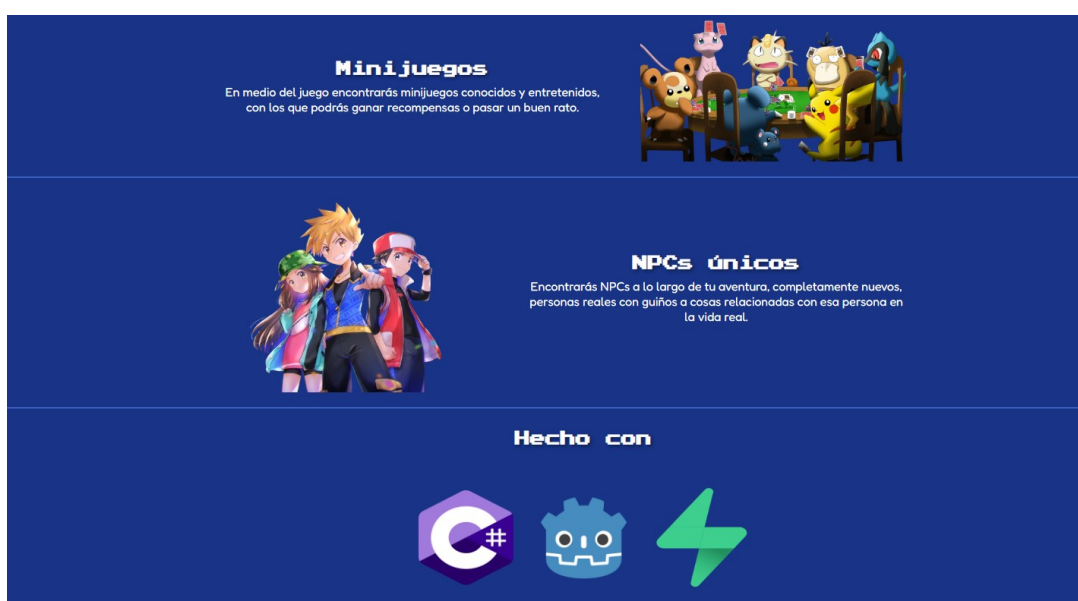 Minijuegos
En medio del juego encontrarás minijuegos conocidos y entretenidos,
con los que podrás ganar recompensas o pasar un buen rato.
NPCs únicos
Encontrarás NPCs a lo largo de tu aventura, completamente nuevos,
personas reales con guiños a cosas relacionadas con esa persona en
la vida real.
Hecho con
C#